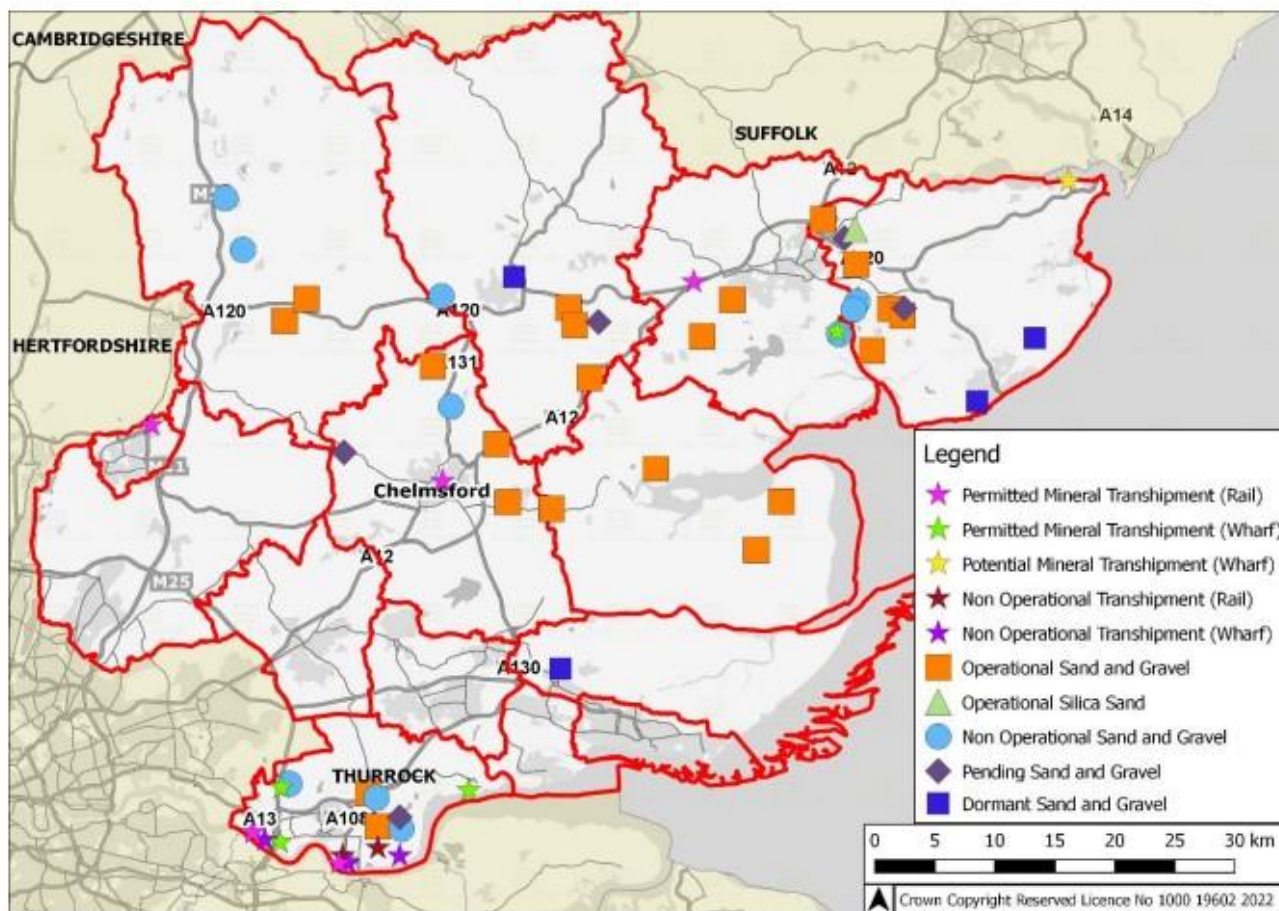 CAMBRIDGESHIRE
A14
SUFFOLK
A120
A120
HERTFORDSHIRE
A12
Chelmsford
A12
M25
A130
THURROCK
A13
Legend
Permitted Mineral Transhipment (Rail)
Permitted Mineral Transhipment (Wharf)
Potential Mineral Transhipment (Wharf)
Non Operational Transhipment (Rail)
Non Operational Transhipment (Wharf)
Operational Sand and Gravel
Operational Silica Sand
Non Operational Sand and Gravel
Pending Sand and Gravel
Dormant Sand and Gravel
0 5 10 15 20 25 30 km
Crown Copyright Reserved Licence No 1000 19602 2022